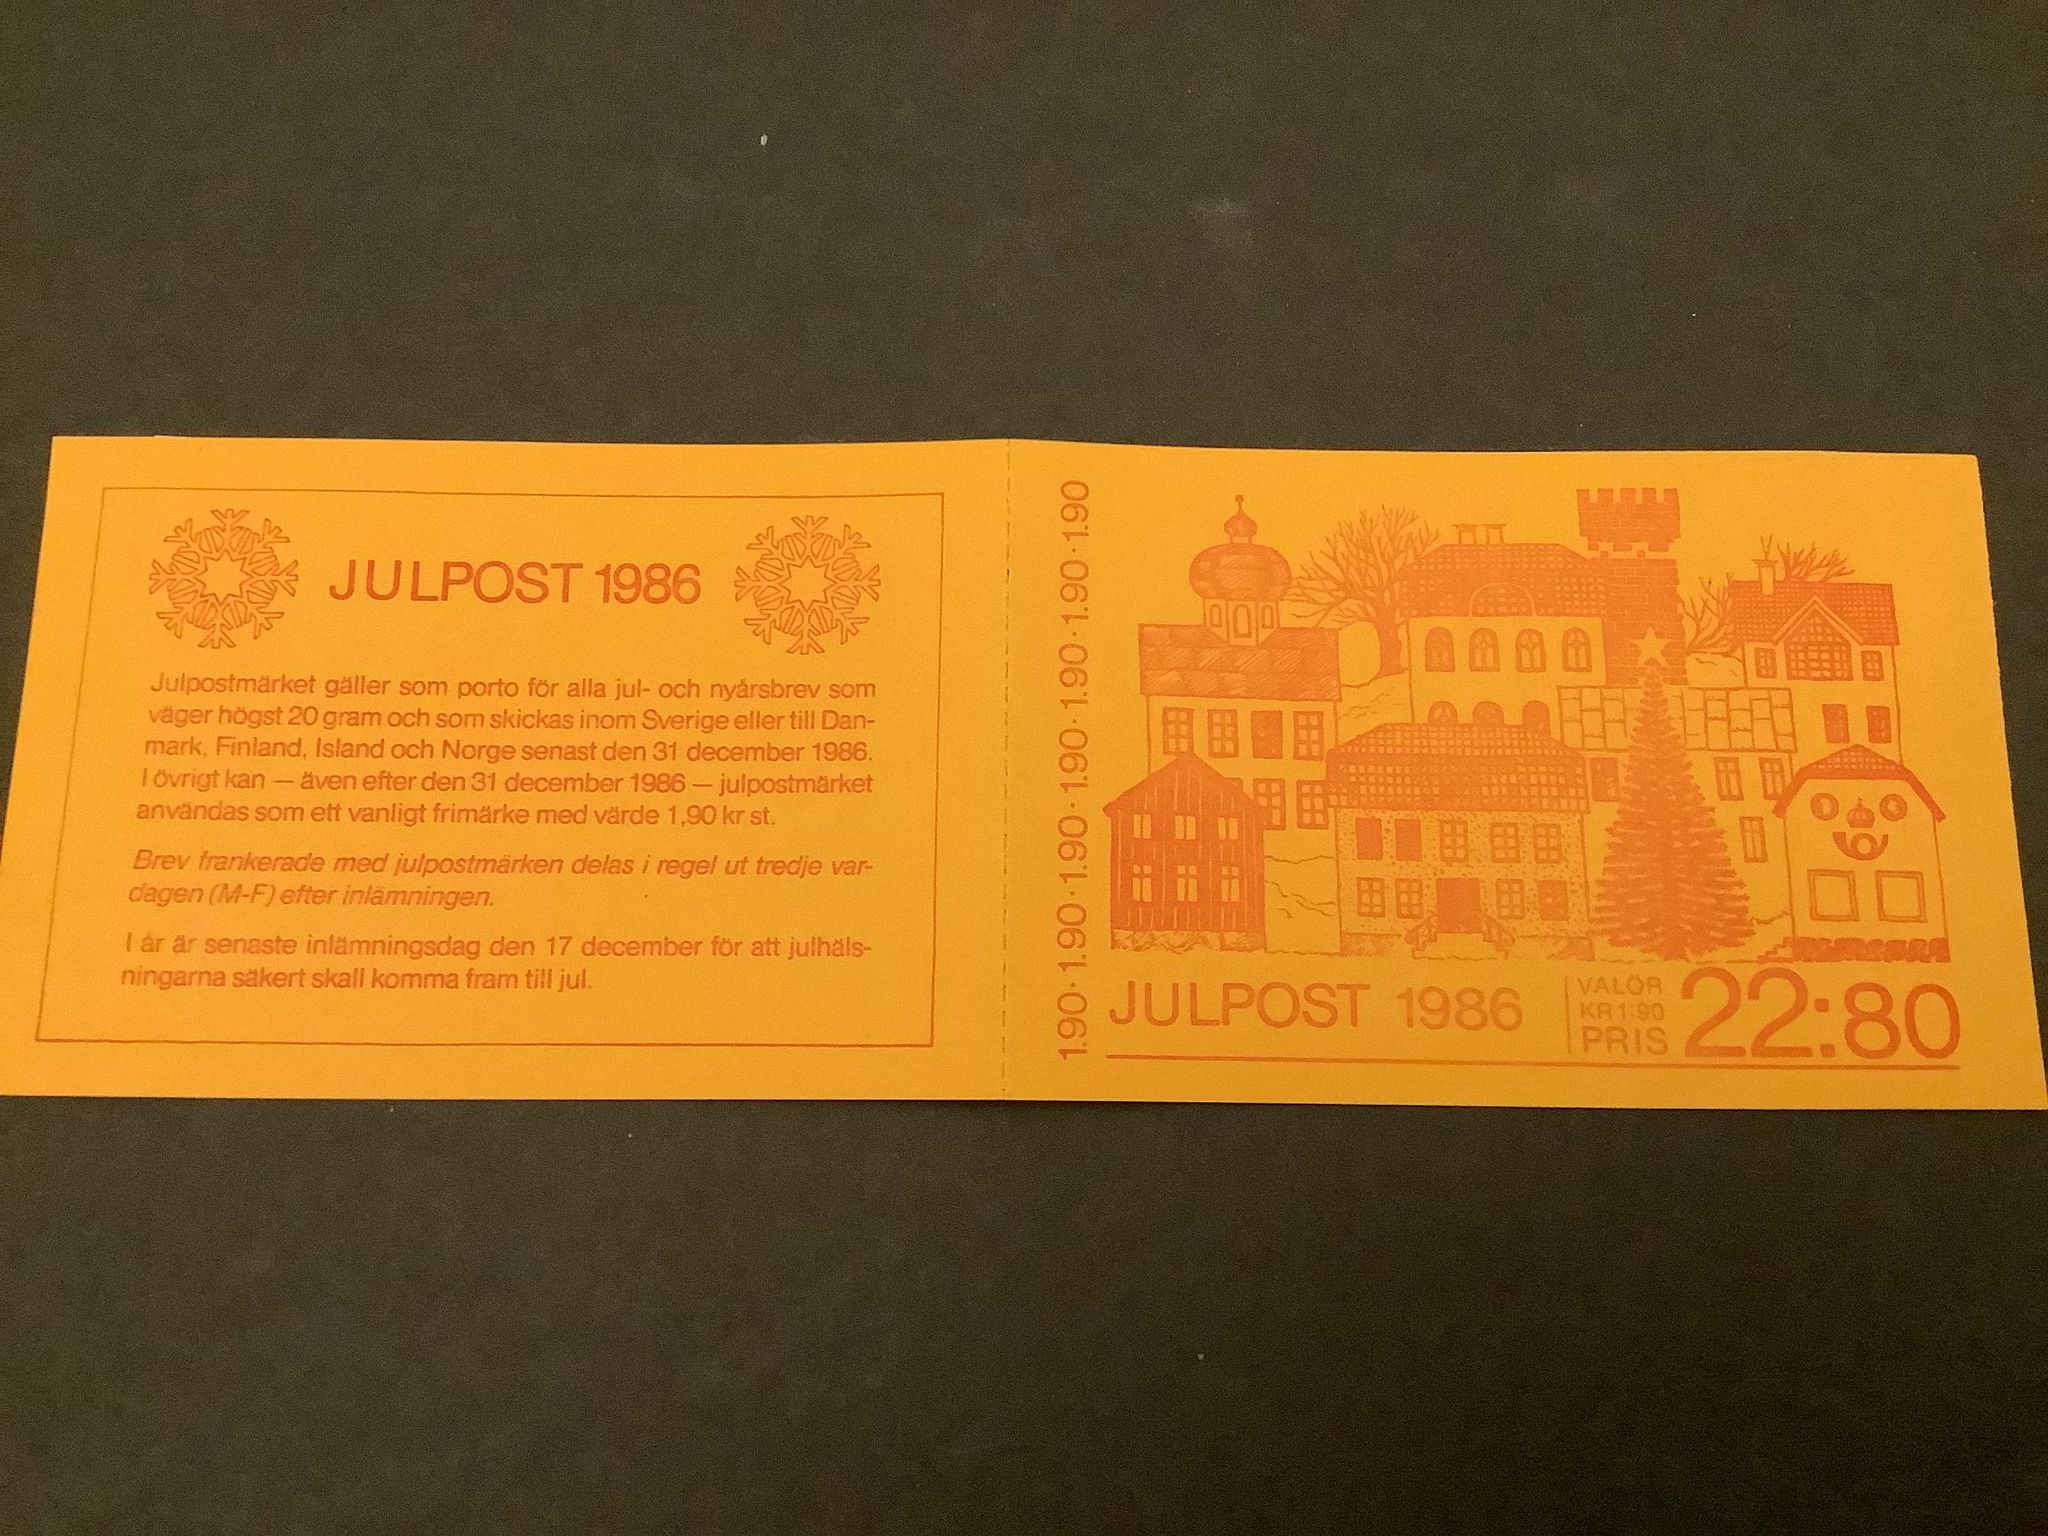 JULPOST 1986
Julpostmärket gäller som porto för alla jul- och nyårsbrev som
väger högst 20 gram och som skickas inom Sverige eller till Dan-
mark, Finland, Island och Norge senast den 31 december 1986.
I övrigt kan — även efter den 31 december 1986 — julpostmärket
användas som ett vanligt frimärke med värde 1,90 kr st.
Brev frankerade med julpostmärken delas i regel ut tredje var-
dagen (M-F) efter inlämningen.
I år är senaste inlämningsdag den 17 december för att julhäls-
ningarna säkert skall komma fram till jul.
1.90·1.90·1.90·1.90·1.90·1.90·1.90
JULPOST 1986
VALÖR
KR 1:90
PRIS 22:80